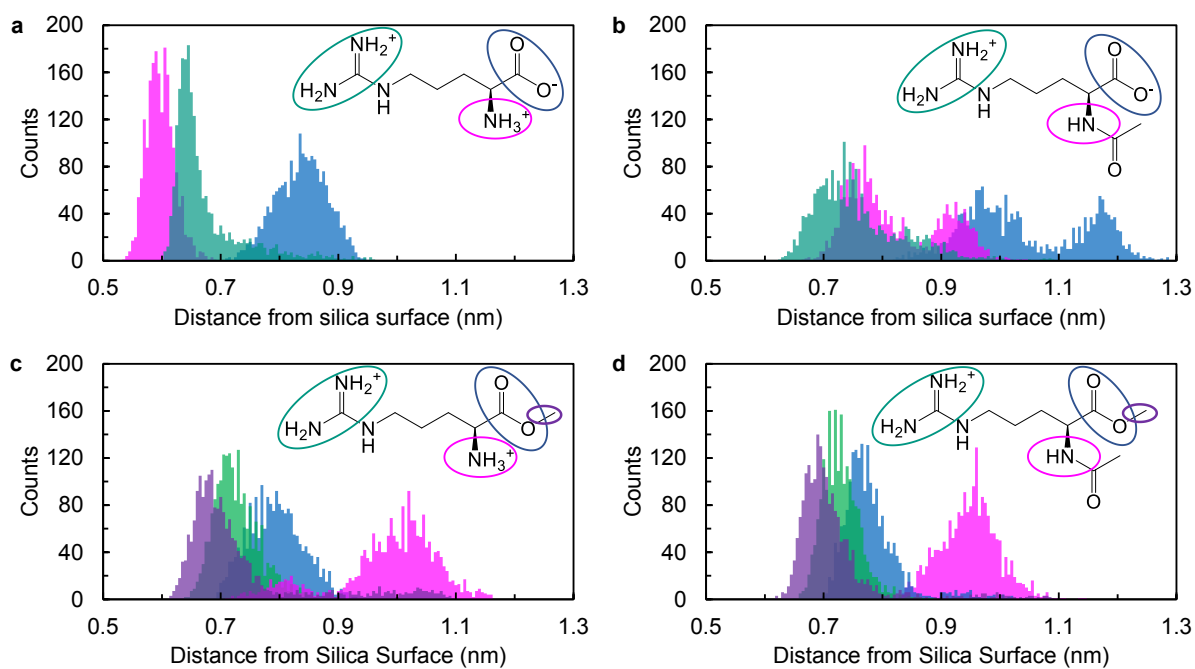 a
200
160
120
80
40
0
Counts
NH2+
H2N
N
H
O
O-
NH3+
0.5 0.7 0.9 1.1 1.3
Distance from silica surface (nm)
b
200
160
120
80
40
0
Counts
NH2+
H2N
N
H
O
O-
HN
O
0.5 0.7 0.9 1.1 1.3
Distance from silica surface (nm)
c
200
160
120
80
40
0
Counts
NH2+
H2N
N
H
O
O
NH3+
0.5 0.7 0.9 1.1 1.3
Distance from Silica Surface (nm)
d
200
160
120
80
40
0
Counts
NH2+
H2N
N
H
O
O
HN
O
0.5 0.7 0.9 1.1 1.3
Distance from Silica Surface (nm)